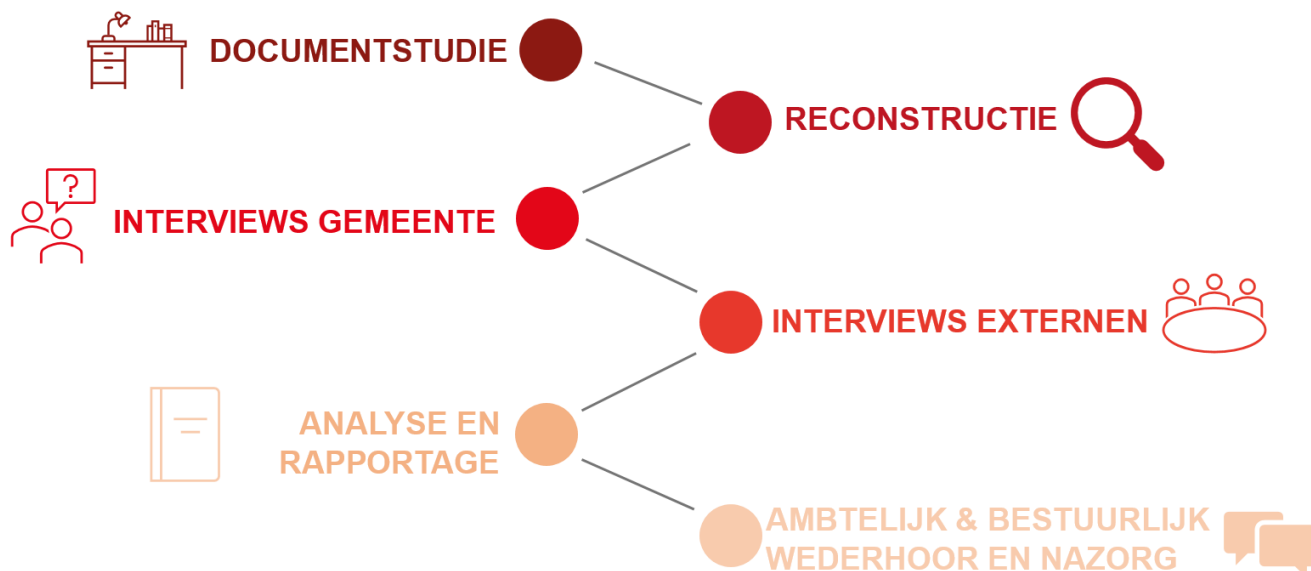 DOCUMENTSTUDIE
RECONSTRUCTIE
?
INTERVIEWS GEMEENTE
INTERVIEWS EXTERNEN
ANALYSE EN
RAPPORTAGE
AMBTELIJK & BESTUURLIJK
WEDERHOOR EN NAZORG